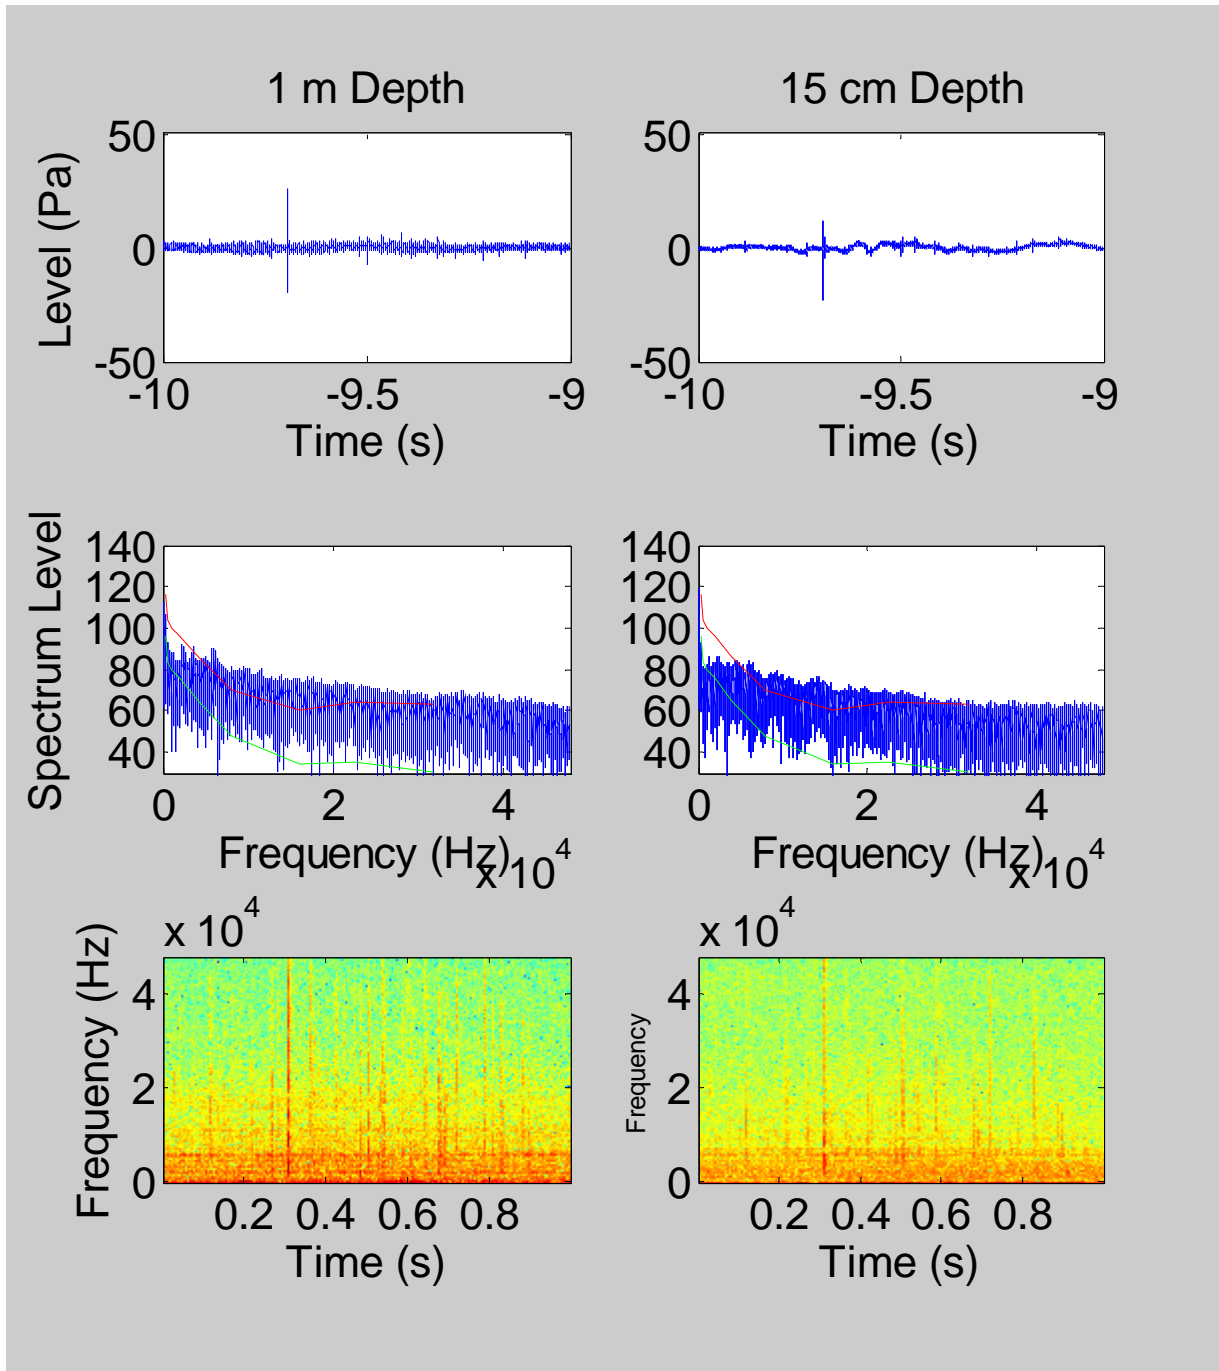 1 m Depth 15 cm Depth
50 50
Level (Pa)
0 0
-50 -50
-10 -9.5 -9 -10 -9.5 -9
Time (s) Time (s)
140 140
120 120
100 100
Spectrum Level
80 80
60 60
40 40
0 2 4 0 2 4
Frequency (Hz) Frequency (Hz)
x 10^4 x 10^4
x 10^4 x 10^4
Frequency (Hz) Frequency
4 4
2 2
0 0
0.2 0.4 0.6 0.8 0.2 0.4 0.6 0.8
Time (s) Time (s)